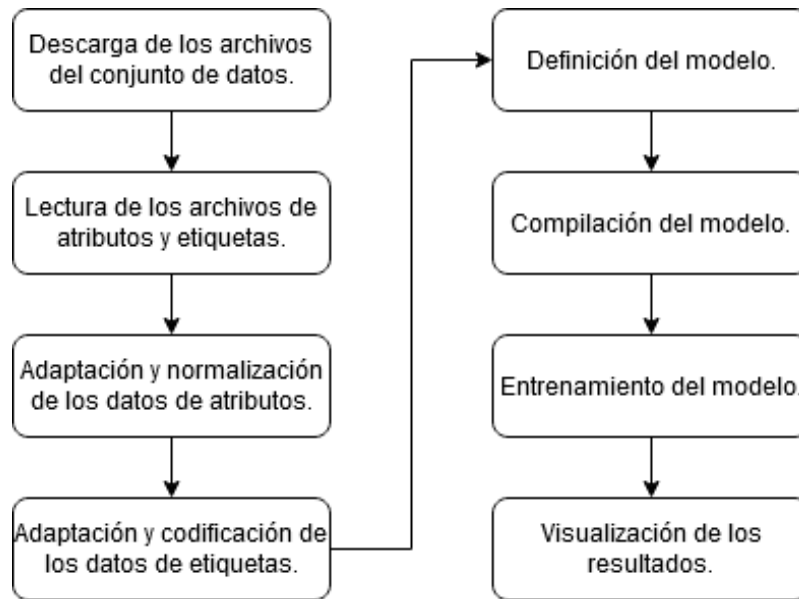 Descarga de los archivos
del conjunto de datos.
Lectura de los archivos de
atributos y etiquetas.
Adaptación y normalización
de los datos de atributos.
Adaptación y codificación de
los datos de etiquetas.
Definición del modelo.
Compilación del modelo.
Entrenamiento del modelo.
Visualización de los
resultados.